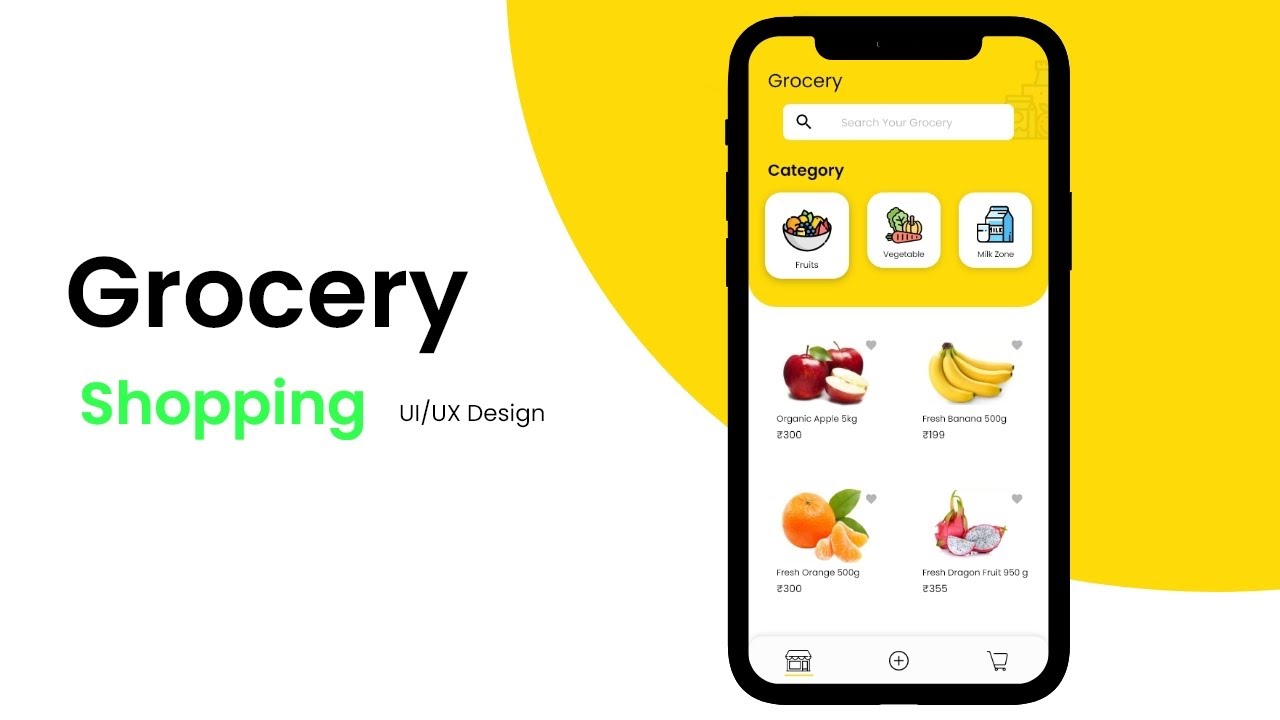 Grocery
Shopping
UI/UX Design
Grocery
Search Your Grocery
Category
Fruits
Vegetable
MILK
Milk Zone
Organic Apple 5kg
₹300
Fresh Banana 500g
₹199
Fresh Orange 500g
₹300
Fresh Dragon Fruit 950 g
₹355